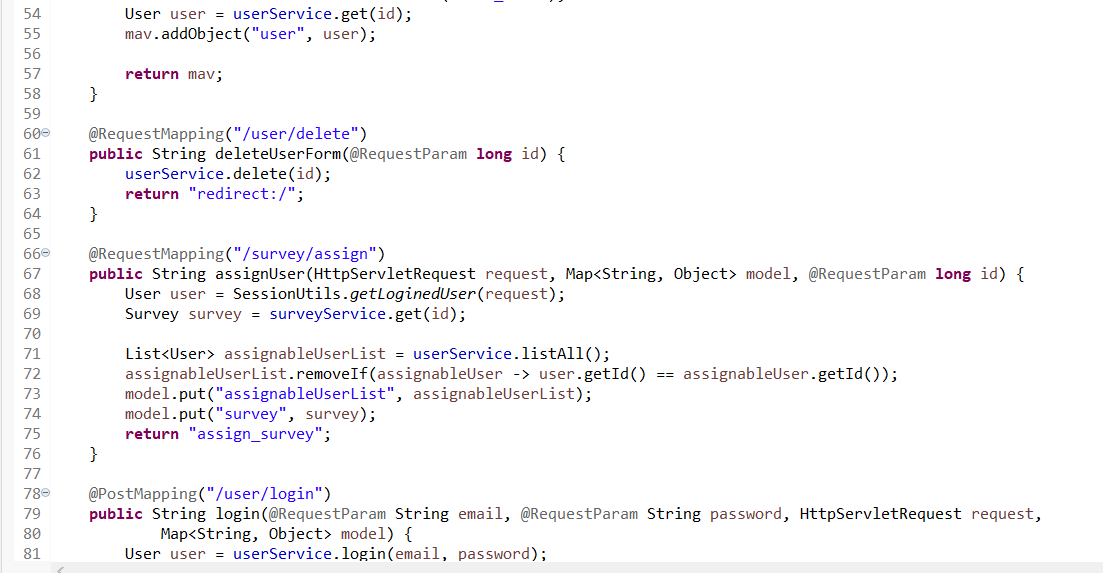 54 User user = userService.get(id);
55 mav.addObject("user", user);
56
57 return mav;
58 }
59
60 @RequestMapping("/user/delete")
61 public String deleteUserForm(@RequestParam long id) {
62 userService.delete(id);
63 return "redirect:/";
64 }
65
66 @RequestMapping("/survey/assign")
67 public String assignUser(HttpServletRequest request, Map<String, Object> model, @RequestParam long id) {
68 User user = SessionUtils.getLoginedUser(request);
69 Survey survey = surveyService.get(id);
70
71 List<User> assignableUserList = userService.listAll();
72 assignableUserList.removeIf(assignableUser -> user.getId() == assignableUser.getId());
73 model.put("assignableUserList", assignableUserList);
74 model.put("survey", survey);
75 return "assign_survey";
76 }
77
78 @PostMapping("/user/login")
79 public String login(@RequestParam String email, @RequestParam String password, HttpServletRequest request,
80 Map<String, Object> model) {
81 User user = userService.login(email, password);